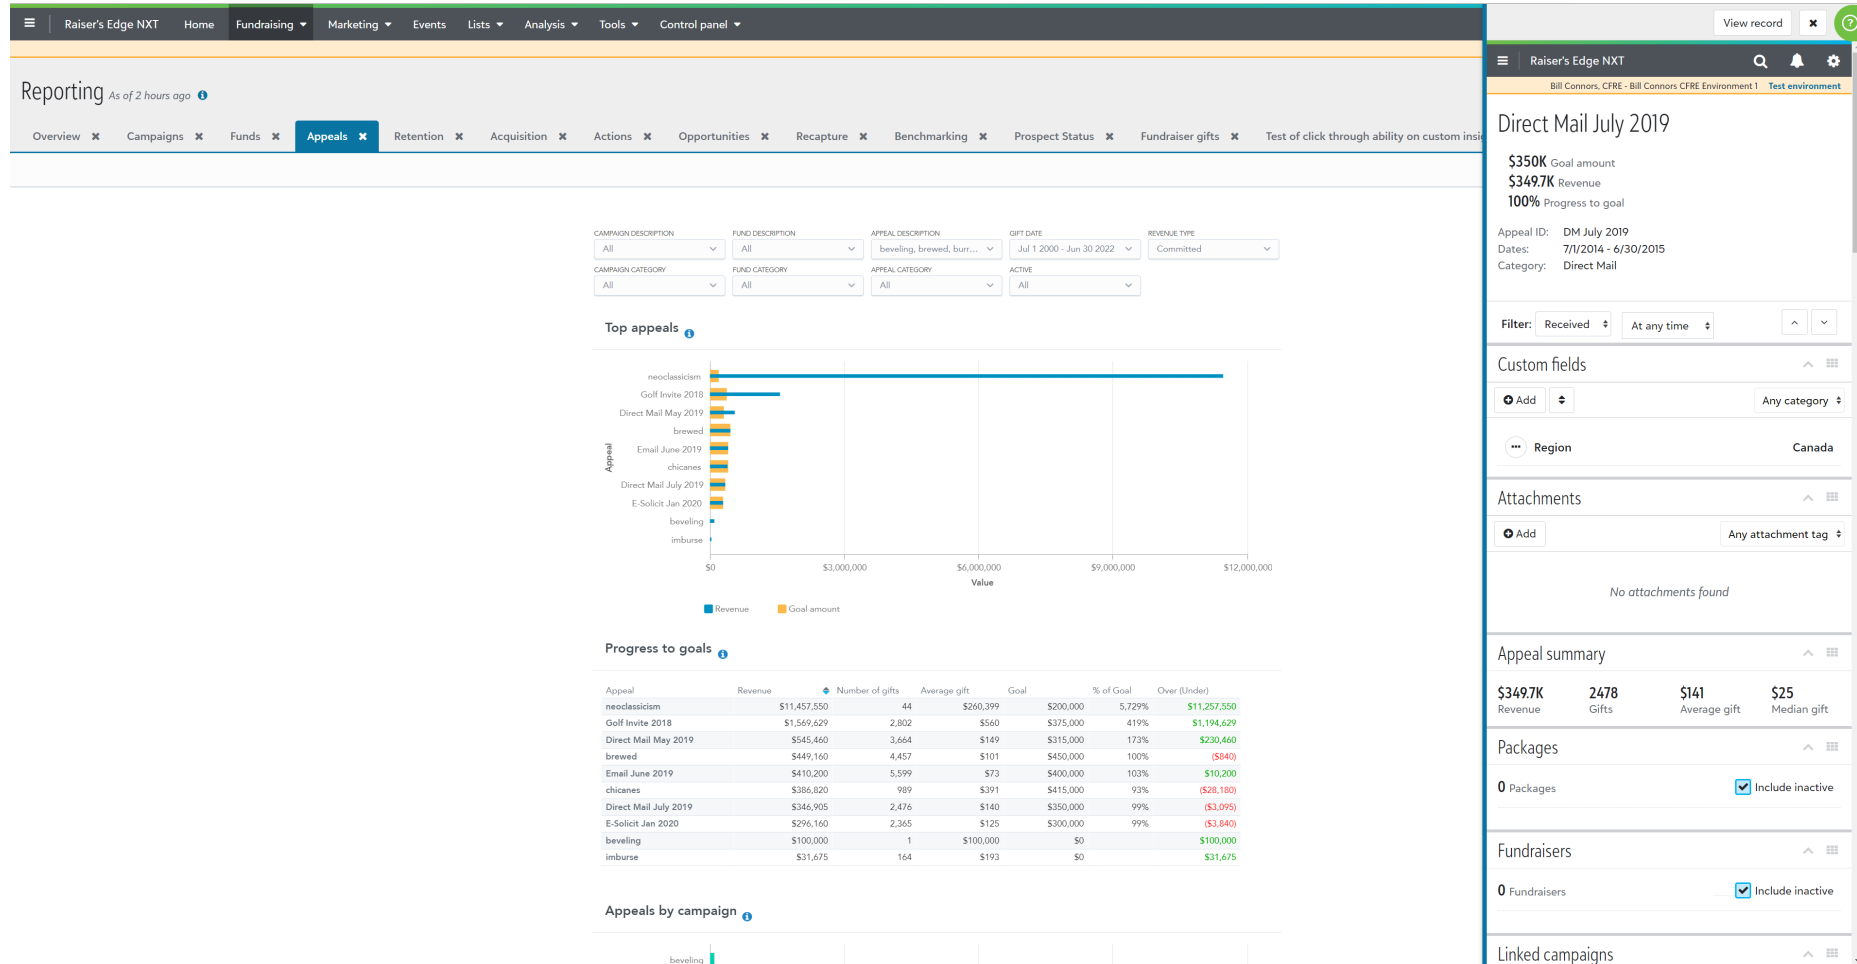 Raiser's Edge NXT Home Fundraising Marketing Events Lists Analysis Tools Control panel
Reporting As of 2 hours ago
Overview Campaigns Funds Appeals Retention Acquisition Actions Opportunities Recapture Benchmarking Prospect Status Fundraiser gifts Test of click through ability on custom insi
CAMPAIGN DESCRIPTION FUND DESCRIPTION APPEAL DESCRIPTION GIFT DATE REVENUE TYPE
All All beveling, brewed, burr... Jul 1 2000 - Jun 30 2022 Committed
CAMPAIGN CATEGORY FUND CATEGORY APPEAL CATEGORY ACTIVE
All All All All
Top appeals
Appeal
neoclassicism
Golf Invite 2018
Direct Mail May 2019
brewed
Email June 2019
chicanes
Direct Mail July 2019
E-Solicit Jan 2020
beveling
imburse
$0 $3,000,000 $6,000,000 $9,000,000 $12,000,000
Value
Revenue Goal amount
Progress to goals
Appeal Revenue Number of gifts Average gift Goal % of Goal Over (Under)
neoclassicism $11,457,550 44 $260,399 $200,000 5,729% $11,257,550
Golf Invite 2018 $1,569,629 2,802 $560 $375,000 419% $1,194,629
Direct Mail May 2019 $545,460 3,664 $149 $315,000 173% $230,460
brewed $449,160 4,457 $101 $450,000 100% ($840)
Email June 2019 $410,200 5,599 $73 $400,000 103% $10,200
chicanes $386,820 989 $391 $415,000 93% ($28,180)
Direct Mail July 2019 $346,905 2,476 $140 $350,000 99% ($3,095)
E-Solicit Jan 2020 $296,160 2,365 $125 $300,000 99% ($3,840)
beveling $100,000 1 $100,000 $0 $100,000
imburse $31,675 164 $193 $0 $31,675
Appeals by campaign
beveling
View record
Raiser's Edge NXT
Bill Connors, CFRE - Bill Connors CFRE Environment 1 Test environment
Direct Mail July 2019
$350K Goal amount
$349.7K Revenue
100% Progress to goal
Appeal ID: DM July 2019
Dates: 7/1/2014 - 6/30/2015
Category: Direct Mail
Filter: Received At any time
Custom fields
Add Any category
Region Canada
Attachments
Add Any attachment tag
No attachments found
Appeal summary
$349.7K 2478 $141 $25
Revenue Gifts Average gift Median gift
Packages
0 Packages Include inactive
Fundraisers
0 Fundraisers Include inactive
Linked campaigns